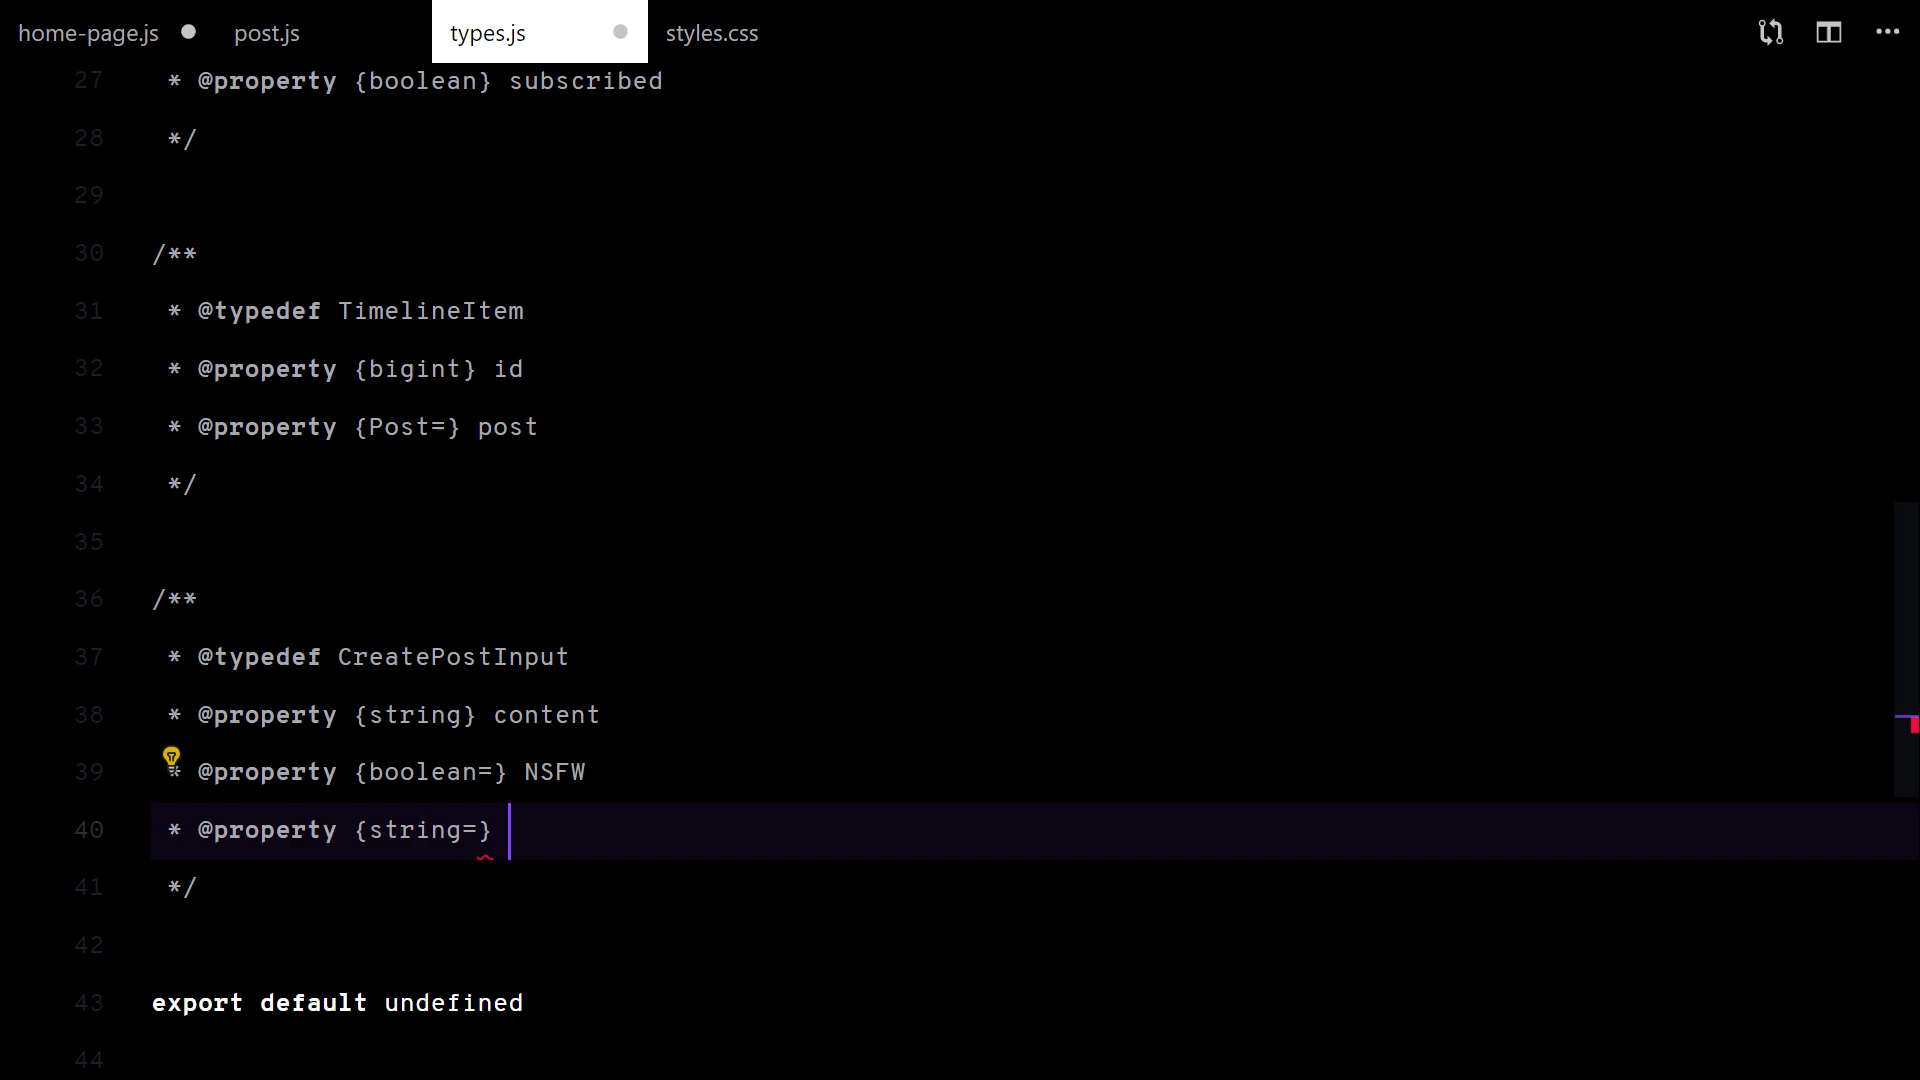 home-page.js post.js types.js styles.css
27 * @property {boolean} subscribed
28 */
29
30 /**
31 * @typedef TimelineItem
32 * @property {bigint} id
33 * @property {Post=} post
34 */
35
36 /**
37 * @typedef CreatePostInput
38 * @property {string} content
39 * @property {boolean=} NSFW
40 * @property {string=}
41 */
42
43 export default undefined
44